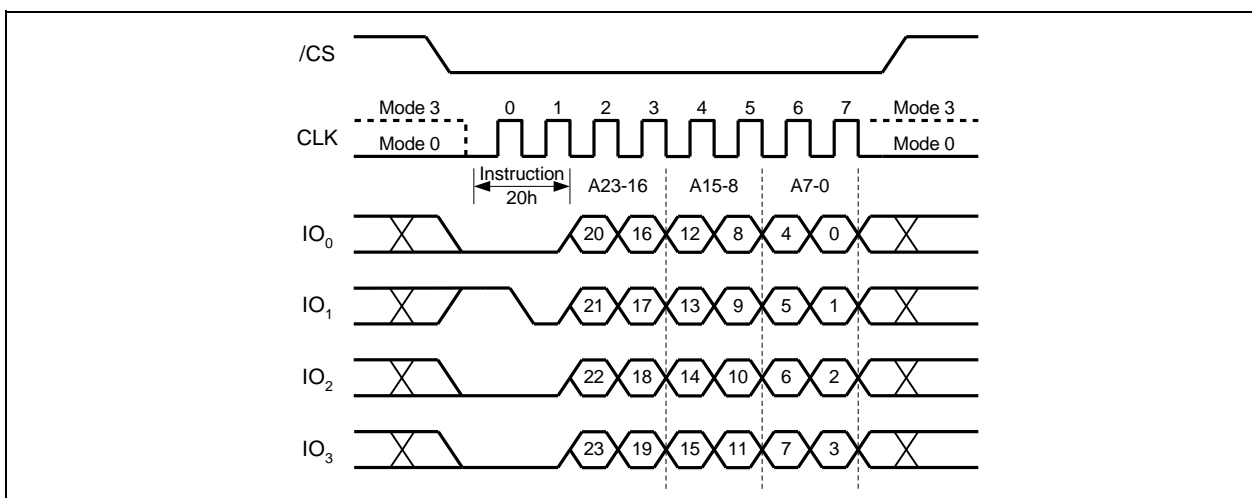 /CS
Mode 3 0 1 2 3 4 5 6 7 Mode 3
CLK
Mode 0 Mode 0
Instruction A23-16 A15-8 A7-0
20h
IO0 20 16 12 8 4 0
IO1 21 17 13 9 5 1
IO2 22 18 14 10 6 2
IO3 23 19 15 11 7 3